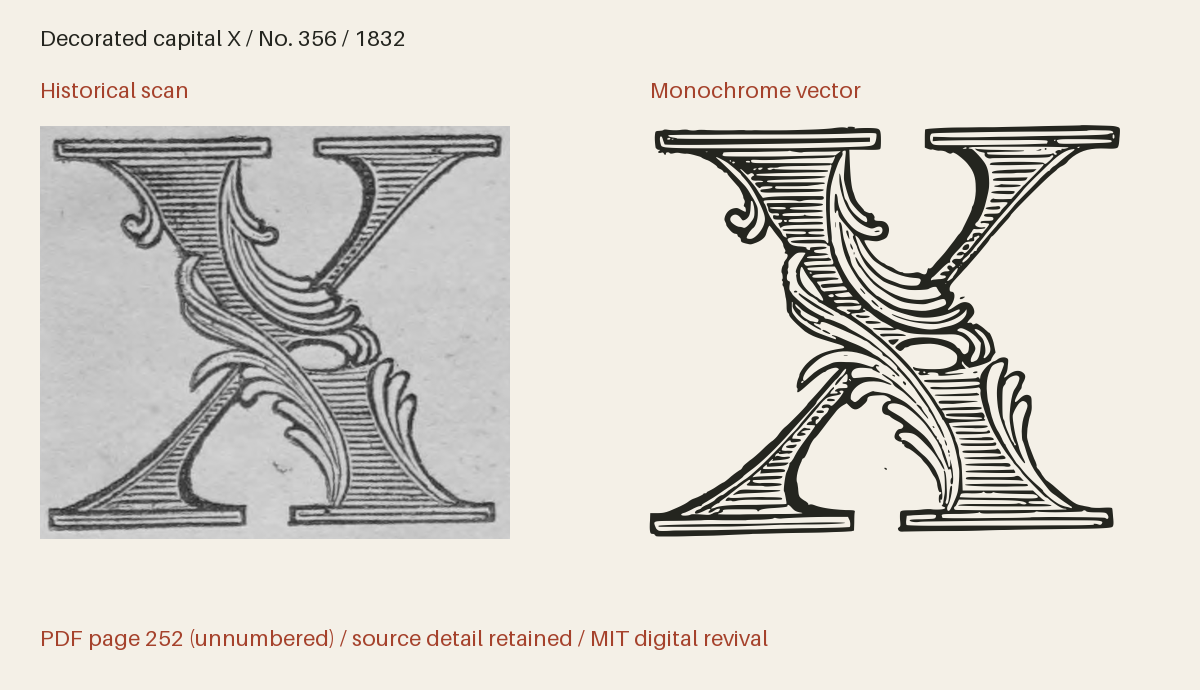 Decorated capital X / No. 356 / 1832
Historical scan
Monochrome vector
X
X
PDF page 252 (unnumbered) / source detail retained / MIT digital revival